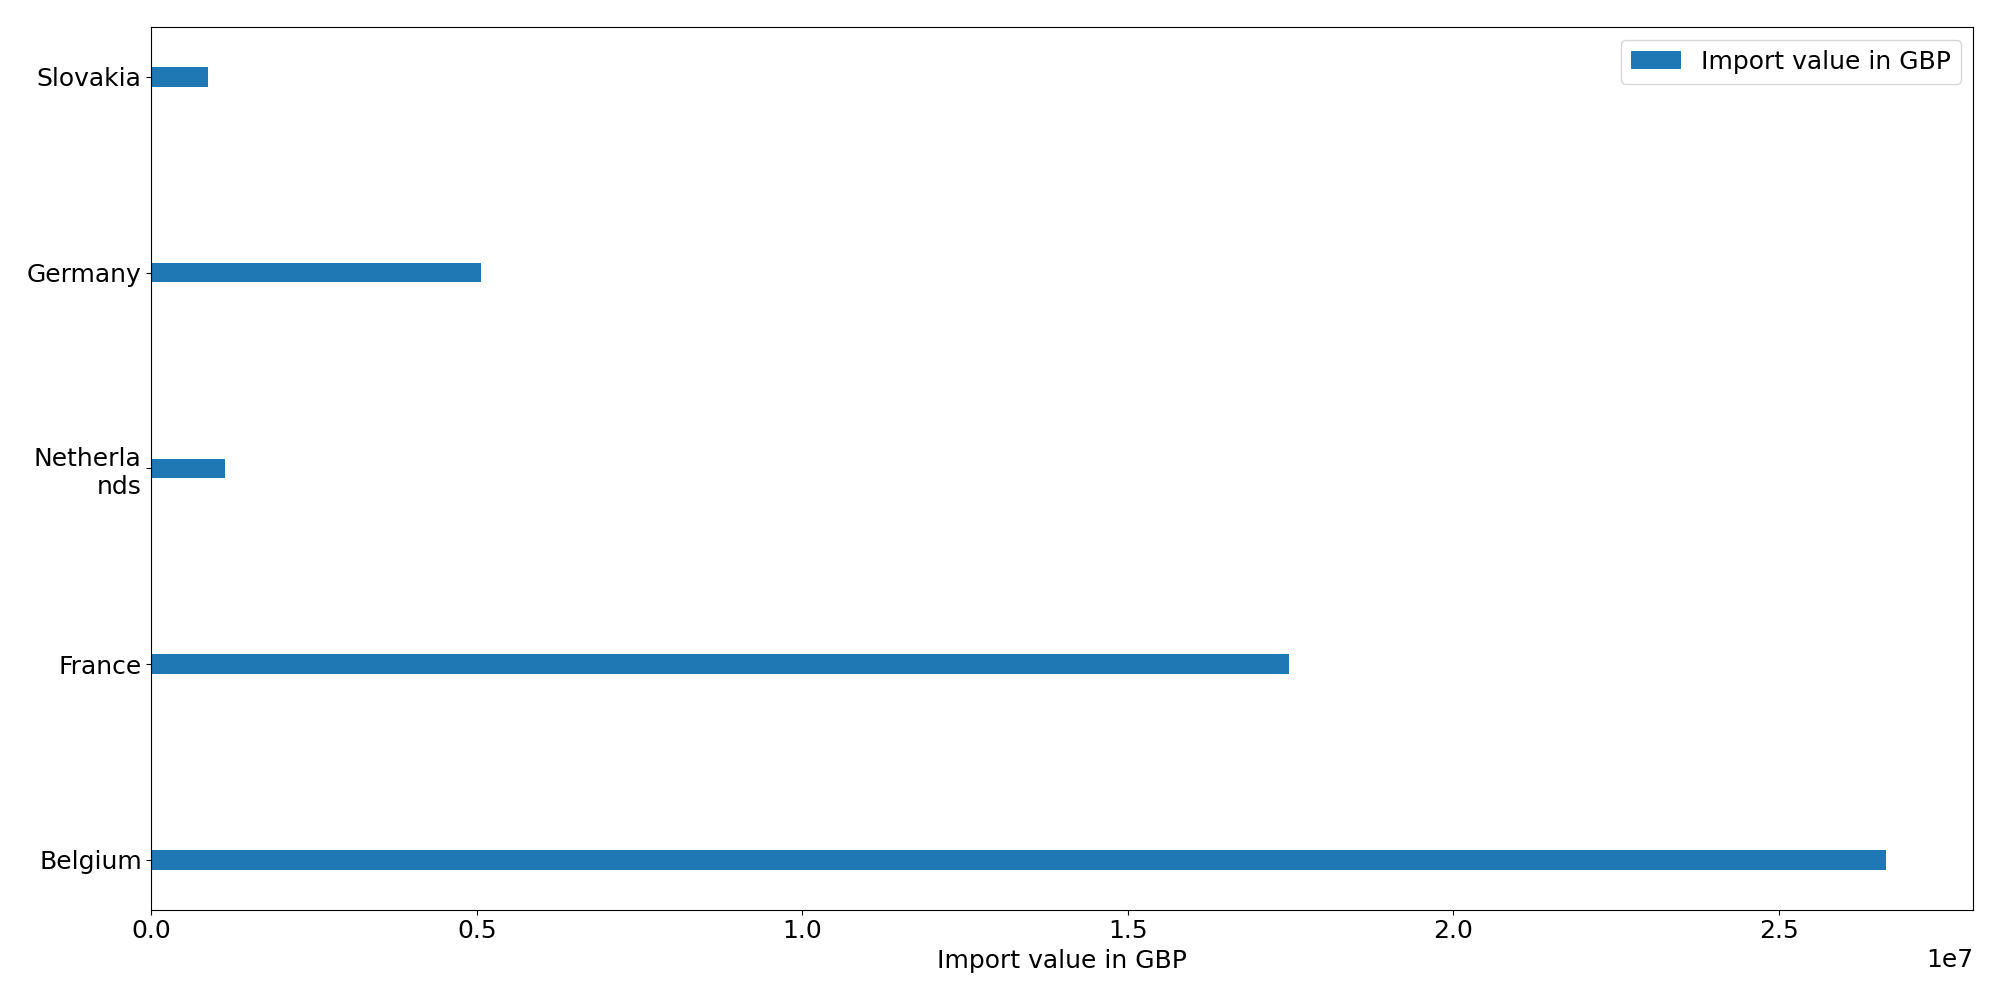 Import value in GBP
Slovakia
Germany
Netherla
nds
France
Belgium
0.0 0.5 1.0 1.5 2.0 2.5
Import value in GBP
1e7